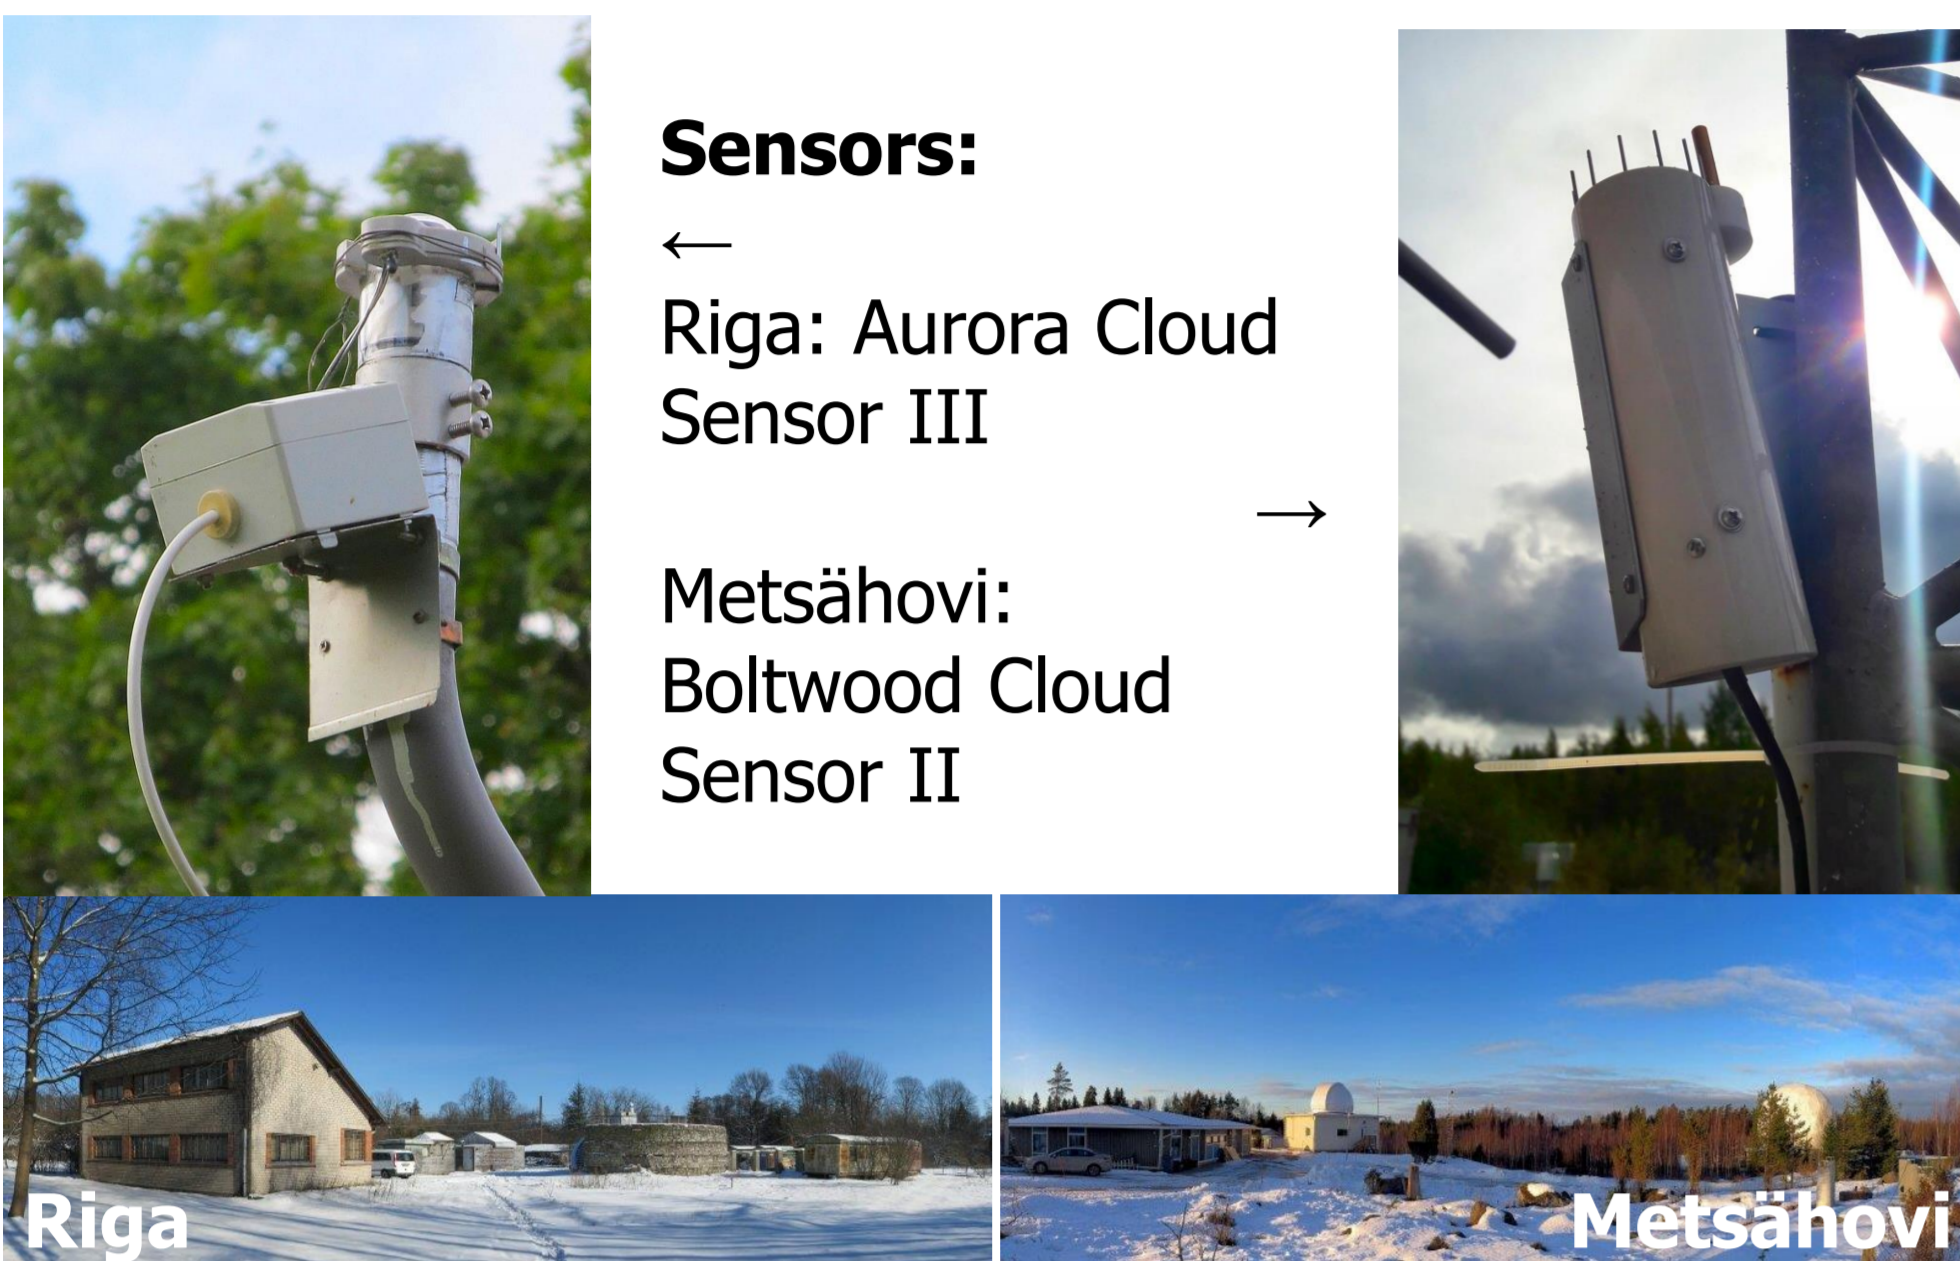 Sensors:
←
Riga: Aurora Cloud
Sensor III
→
Metsähovi:
Boltwood Cloud
Sensor II
Riga
Metsähovi